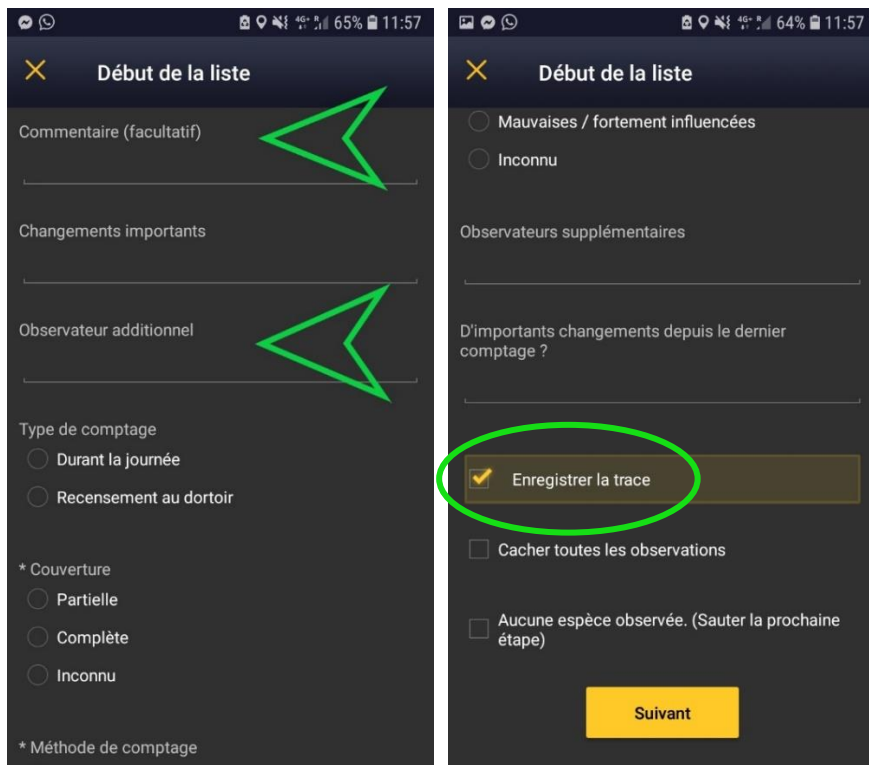 65% 11:57
Début de la liste
Commentaire (facultatif)
Changements importants
Observateur additionnel
Type de comptage
Durant la journée
Recensement au dortoir
* Couverture
Partielle
Complète
Inconnu
* Méthode de comptage
64% 11:57
Début de la liste
Mauvaises / fortement influencées
Inconnu
Observateurs supplémentaires
D'importants changements depuis le dernier
comptage ?
Enregistrer la trace
Cacher toutes les observations
Aucune espèce observée. (Sauter la prochaine
étape)
Suivant